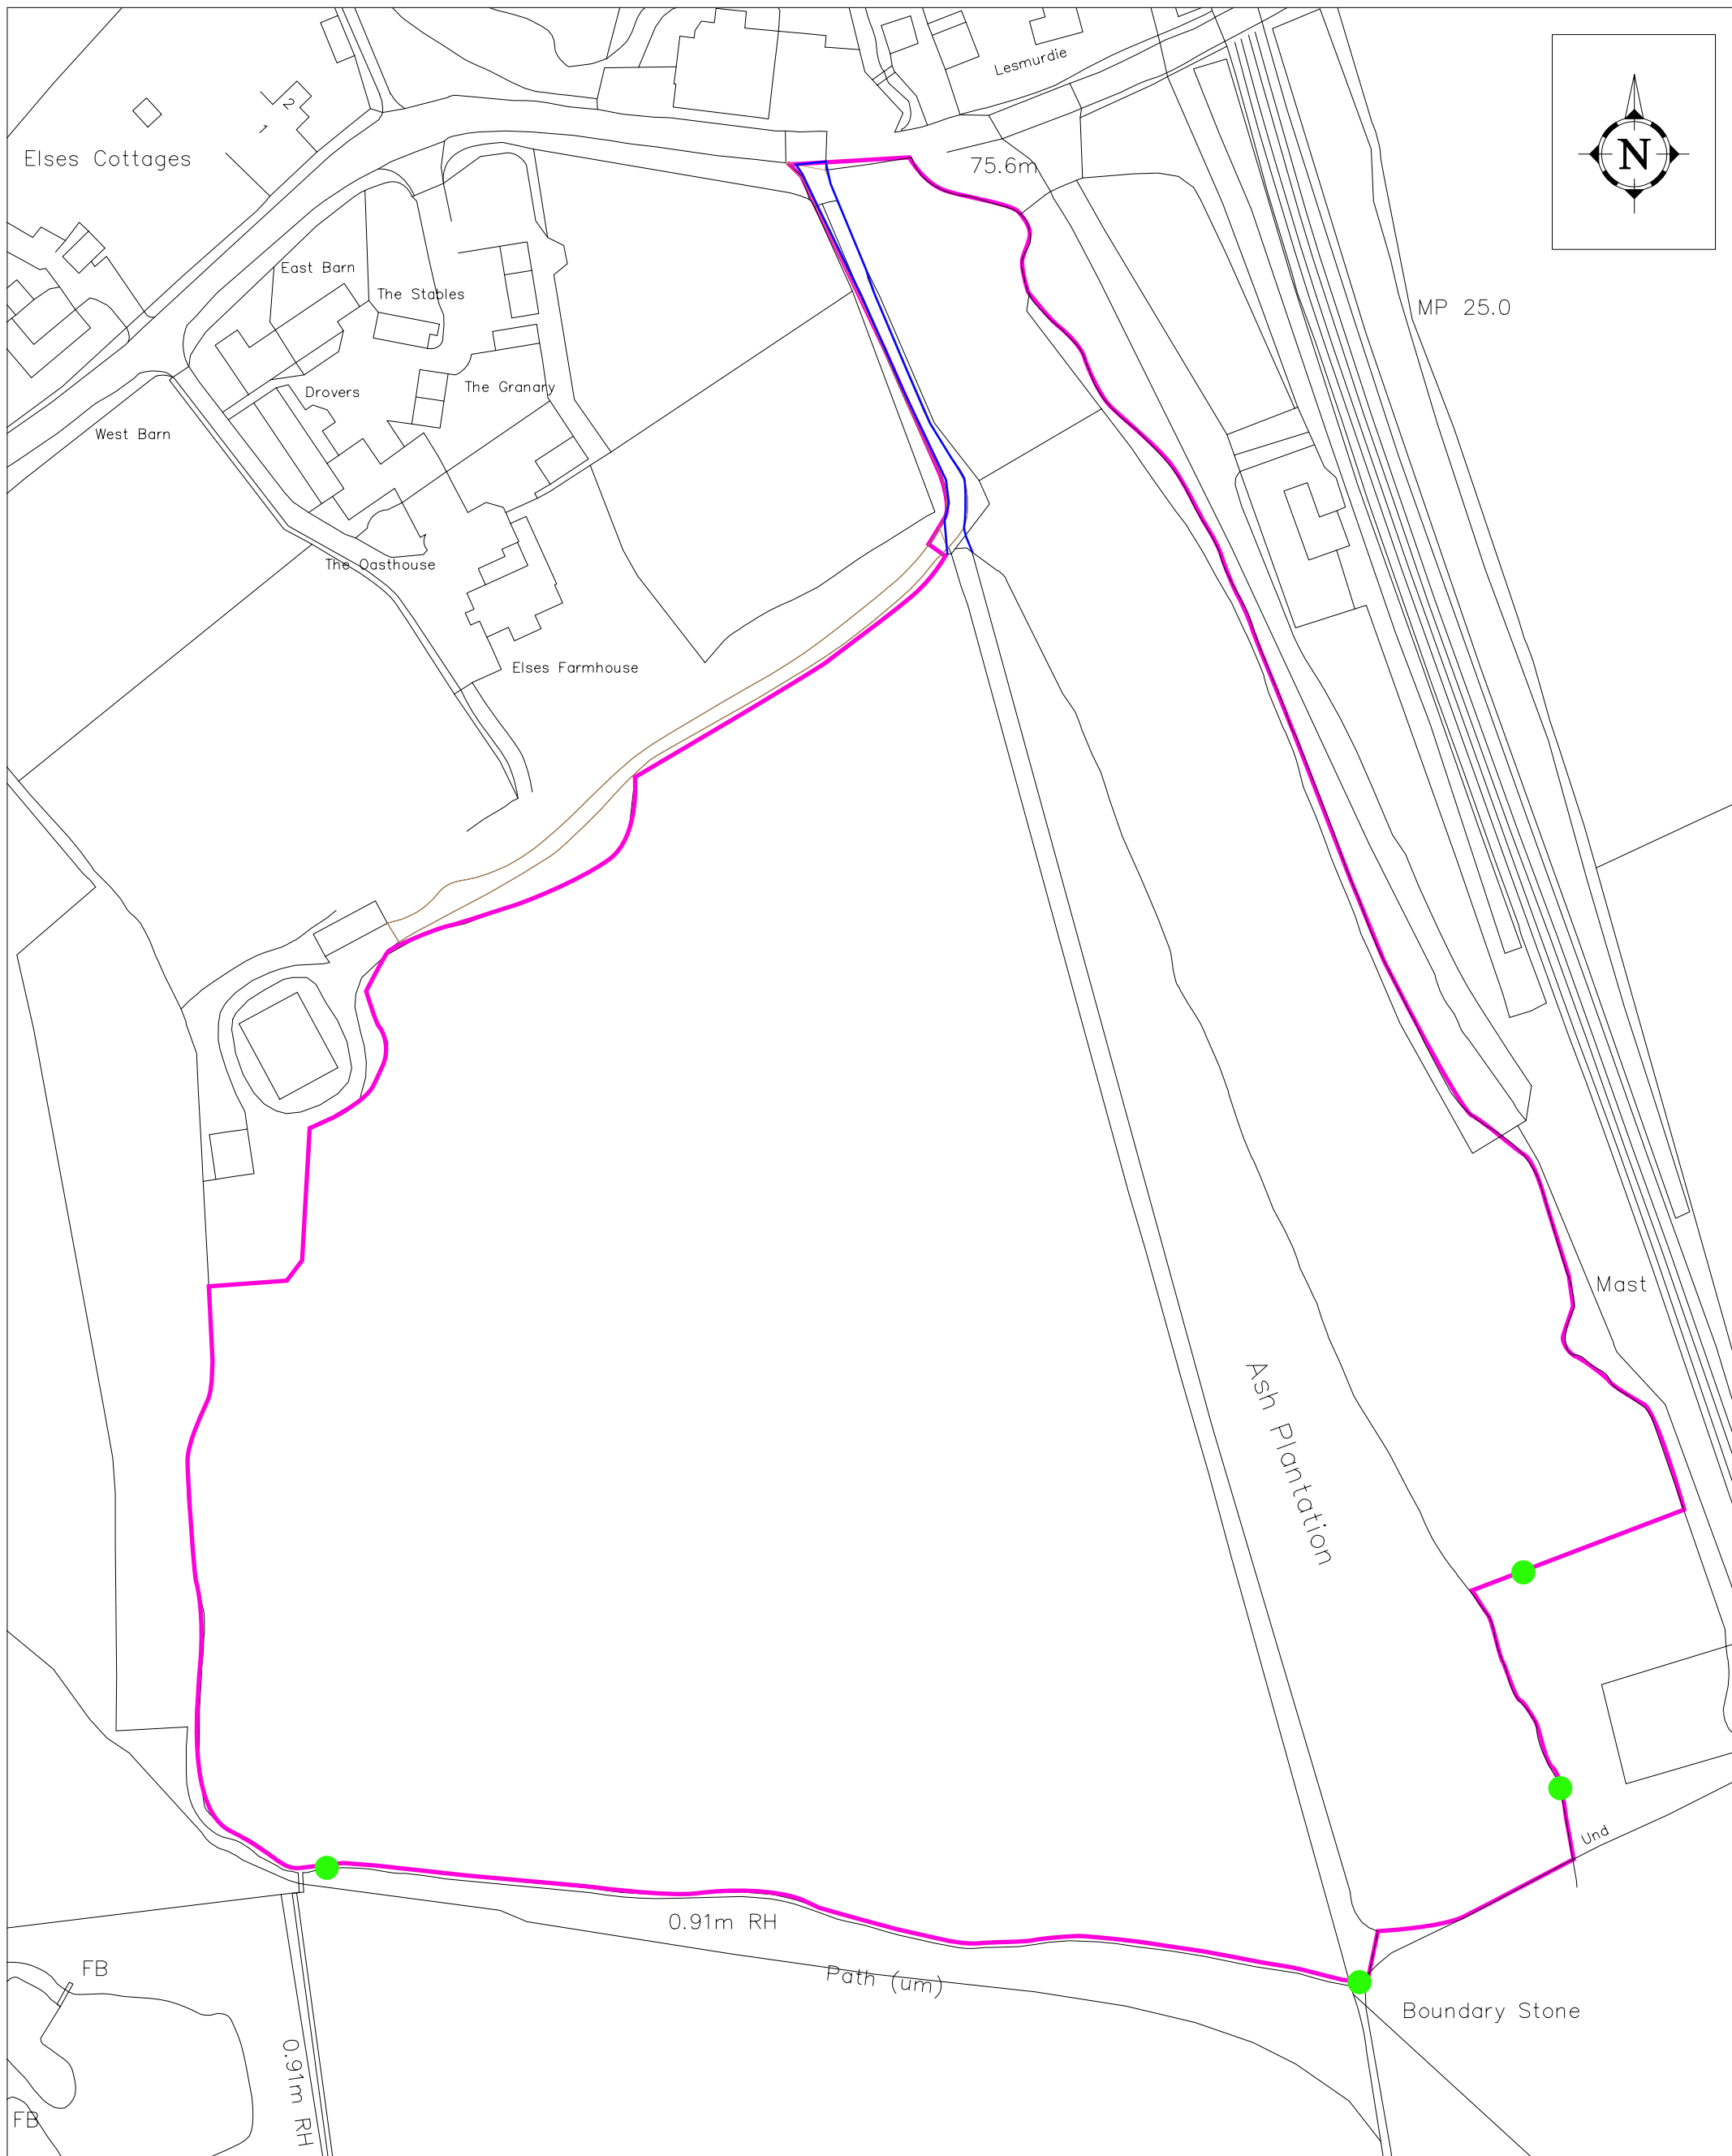 Lesmurdie
2
1
Elses Cottages
75.6m
N
East Barn
The Stables
MP 25.0
Drovers
The Granary
West Barn
The Oasthouse
Elses Farmhouse
Mast
Ash Plantation
Und
0.91m RH
FB
Path (um)
Boundary Stone
0.91m RH
FB